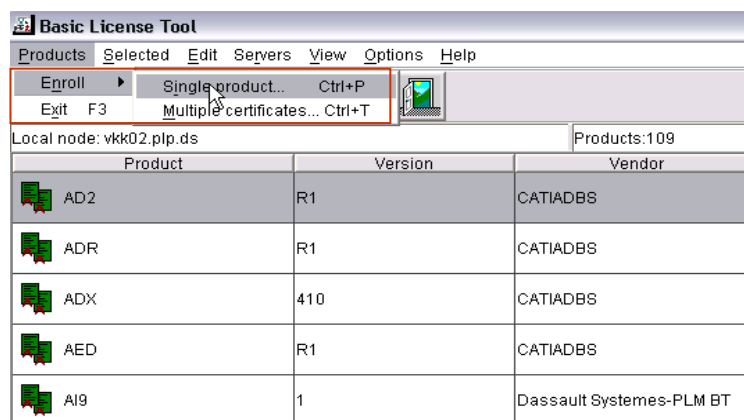 Basic License Tool
Products Selected Edit Servers View Options Help
Enroll Single product... Ctrl+P
Exit F3 Multiple certificates... Ctrl+T
Local node: vkk02.plp.ds Products:109
Product Version Vendor
AD2 R1 CATIADBS
ADR R1 CATIADBS
ADX 410 CATIADBS
AED R1 CATIADBS
AI9 1 Dassault Systemes-PLM BT